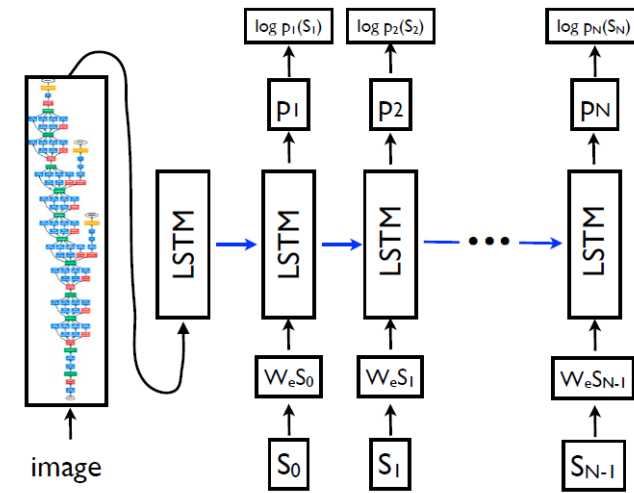 log p₁(S₁) log p₂(S₂) log pN(SN)
p₁ p₂ pN
LSTM LSTM LSTM ••• LSTM
WeS₀ WeS₁ WeSN-1
image S₀ S₁ SN-1